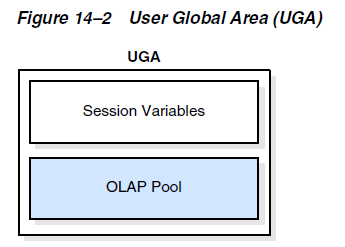 Figure 14–2 User Global Area (UGA)
UGA
Session Variables
OLAP Pool